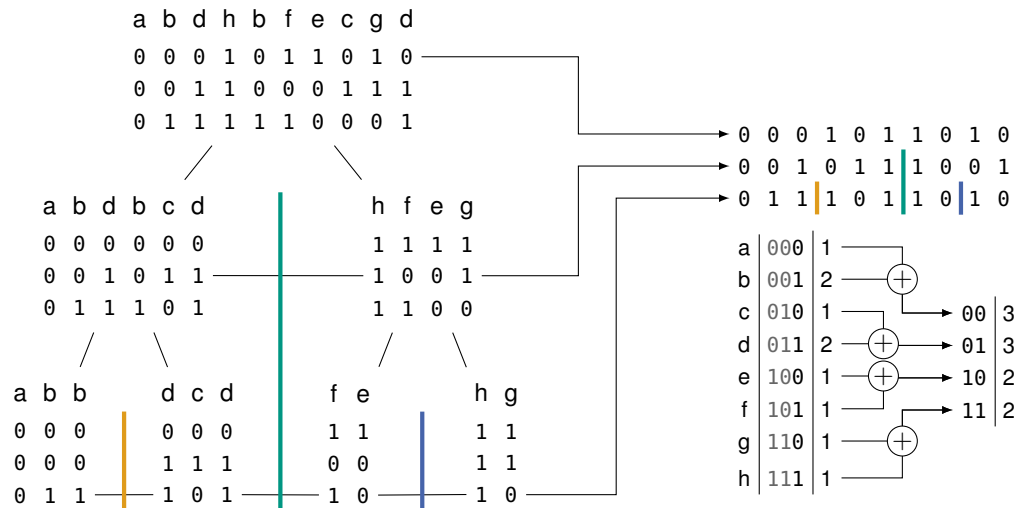 a b d h b f e c g d
0 0 0 1 0 1 1 0 1 0
0 0 1 1 0 0 0 1 1 1
0 1 1 1 1 1 0 0 0 1
a b d b c d
0 0 0 0 0 0
0 0 1 0 1 1
0 1 1 1 0 1
h f e g
1 1 1 1
1 0 0 1
1 1 0 0
a b b
0 0 0
0 0 0
0 1 1
d c d
0 0 0
1 1 1
1 0 1
f e
1 1
0 0
1 0
h g
1 1
1 1
1 0
0 0 0 1 0 1 1 0 1 0
0 0 1 0 1 1 1 0 0 1
0 1 1 1 0 1 1 0 1 0
a 000 1
b 001 2
c 010 1
d 011 2
e 100 1
f 101 1
g 110 1
h 111 1
+
+
+
+
00 3
01 3
10 2
11 2